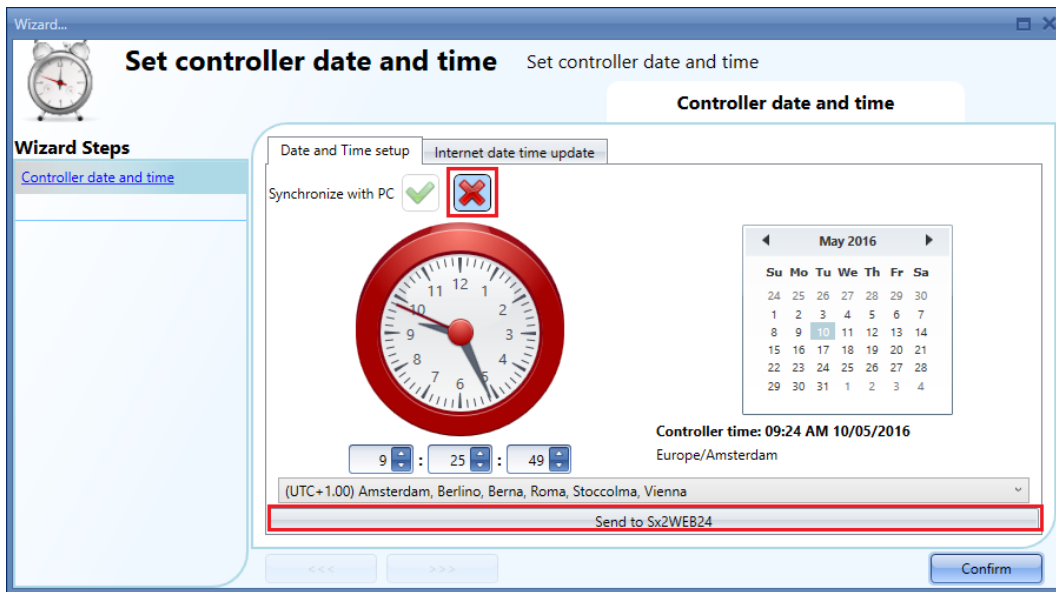 Wizard...
Set controller date and time
Set controller date and time
Controller date and time
Wizard Steps
Controller date and time
Date and Time setup
Internet date time update
Synchronize with PC
12
1
2
3
4
5
6
7
8
9
10
11
May 2016
Su Mo Tu We Th Fr Sa
24 25 26 27 28 29 30
1 2 3 4 5 6 7
8 9 10 11 12 13 14
15 16 17 18 19 20 21
22 23 24 25 26 27 28
29 30 31 1 2 3 4
Controller time: 09:24 AM 10/05/2016
Europe/Amsterdam
9 : 25 : 49
(UTC+1.00) Amsterdam, Berlino, Berna, Roma, Stoccolma, Vienna
Send to Sx2WEB24
<<< >>> Confirm